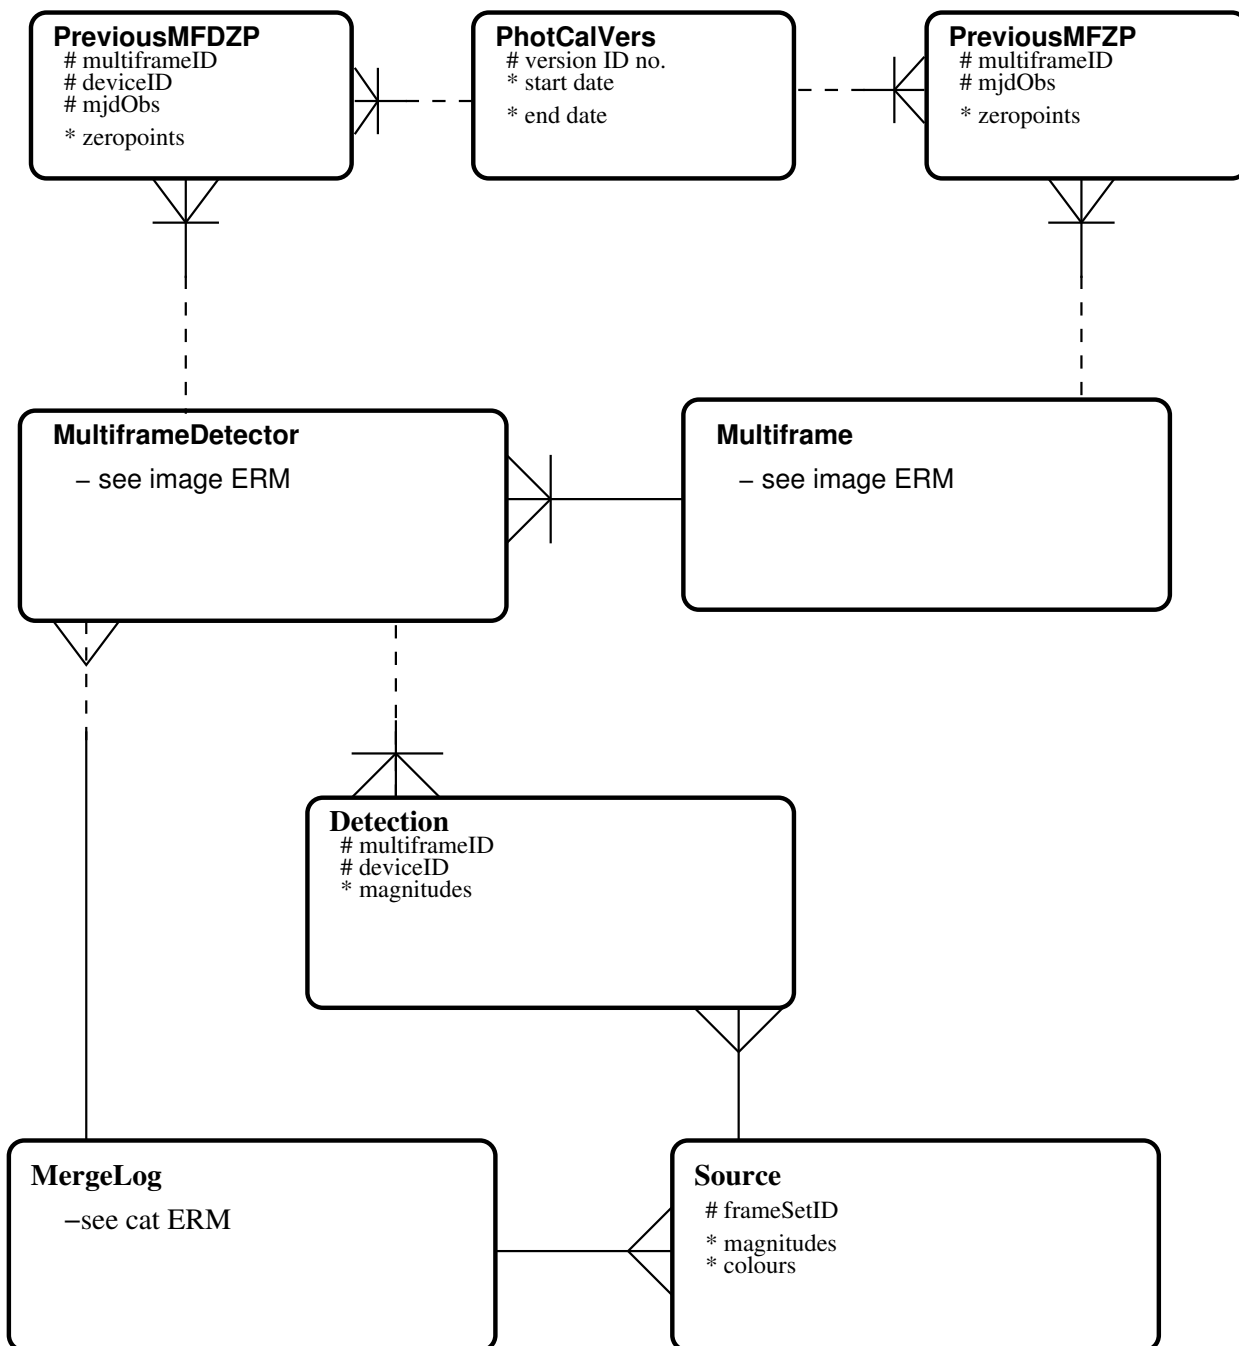 PreviousMFDZP
# multiframeID
# deviceID
# mjdObs
* zeropoints
PhotCalVers
# version ID no.
* start date
* end date
PreviousMFZP
# multiframeID
# mjdObs
* zeropoints
MultiframeDetector
– see image ERM
Multiframe
– see image ERM
Detection
# multiframeID
# deviceID
* magnitudes
MergeLog
–see cat ERM
Source
# frameSetID
* magnitudes
* colours